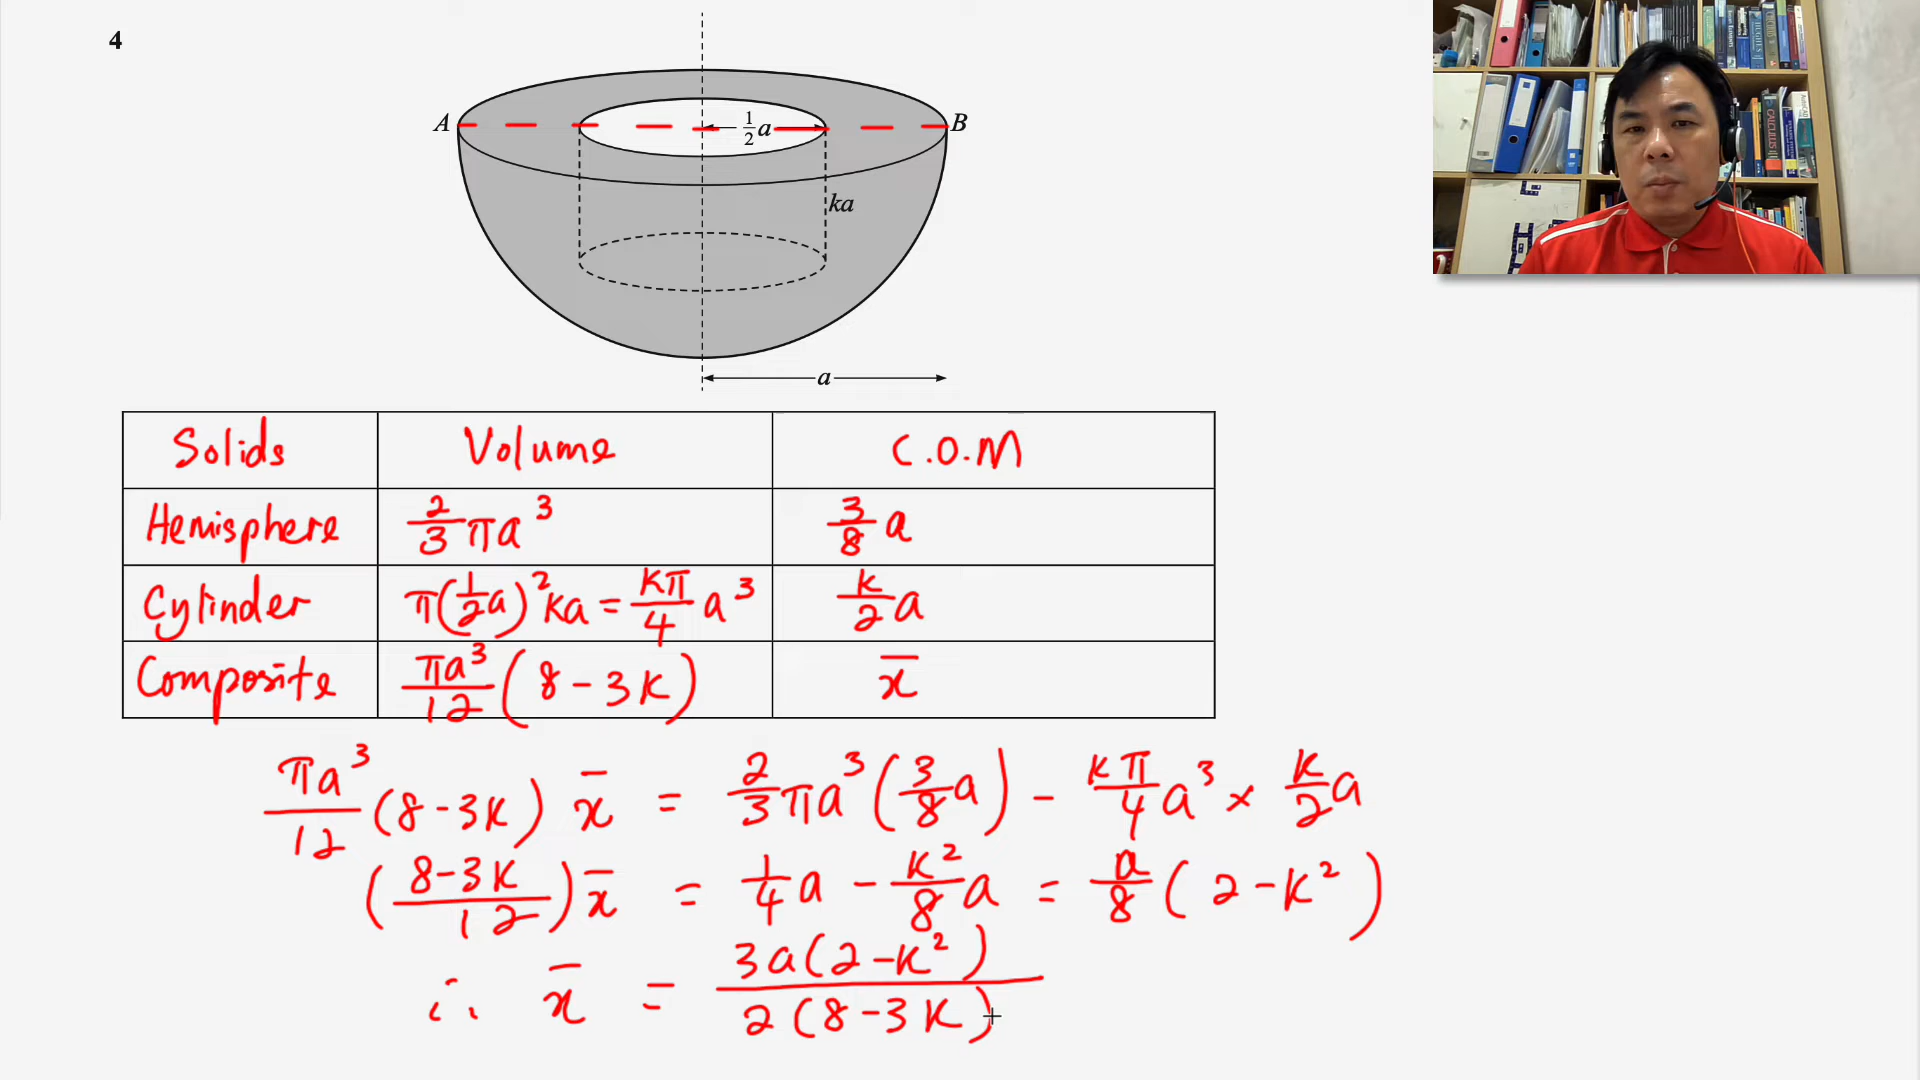 4
A
1/2 a
B
ka
a
Solids Volume C.O.M
Hemisphere 2/3 πa³ 3/8 a
Cylinder π(1/2 a)²ka = kπ/4 a³ k/2 a
Composite πa³/12 (8 - 3k) x̄
πa³/12 (8 - 3k) x̄ = 2/3 πa³ (3/8 a) - kπ/4 a³ × k/2 a
((8 - 3k)/12) x̄ = 1/4 a - k²/8 a = a/8 (2 - k²)
∴ x̄ = 3a(2 - k²)/2(8 - 3k)
CALCULUS